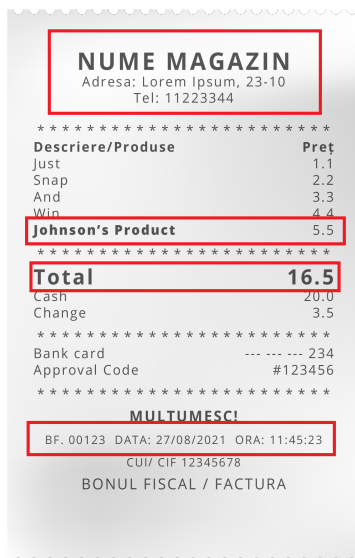 NUME MAGAZIN
Adresa: Lorem Ipsum, 23-10
Tel: 11223344
* * * * * * * * * * * * * * * * * * * * * * * *
Descriere/Produse Preț
Just 1.1
Snap 2.2
And 3.3
Win 4.4
Johnson's Product 5.5
* * * * * * * * * * * * * * * * * * * * * * * *
Total 16.5
Cash 20.0
Change 3.5
* * * * * * * * * * * * * * * * * * * * * * * *
Bank card --- --- --- 234
Approval Code #123456
* * * * * * * * * * * * * * * * * * * * * * * *
MULTUMESC!
BF. 00123 DATA: 27/08/2021 ORA: 11:45:23
CUI/ CIF 12345678
BONUL FISCAL / FACTURA